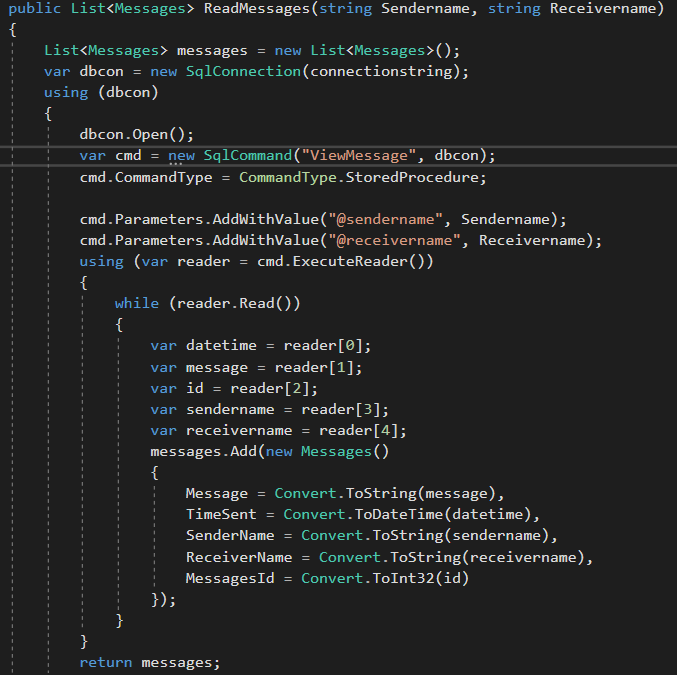 public List<Messages> ReadMessages(string Sendername, string Receivername)
{
List<Messages> messages = new List<Messages>();
var dbcon = new SqlConnection(connectionstring);
using (dbcon)
{
dbcon.Open();
var cmd = new SqlCommand("ViewMessage", dbcon);
cmd.CommandType = CommandType.StoredProcedure;
cmd.Parameters.AddWithValue("@sendername", Sendername);
cmd.Parameters.AddWithValue("@receivername", Receivername);
using (var reader = cmd.ExecuteReader())
{
while (reader.Read())
{
var datetime = reader[0];
var message = reader[1];
var id = reader[2];
var sendername = reader[3];
var receivername = reader[4];
messages.Add(new Messages()
{
Message = Convert.ToString(message),
TimeSent = Convert.ToDateTime(datetime),
SenderName = Convert.ToString(sendername),
ReceiverName = Convert.ToString(receivername),
MessagesId = Convert.ToInt32(id)
});
}
}
return messages;